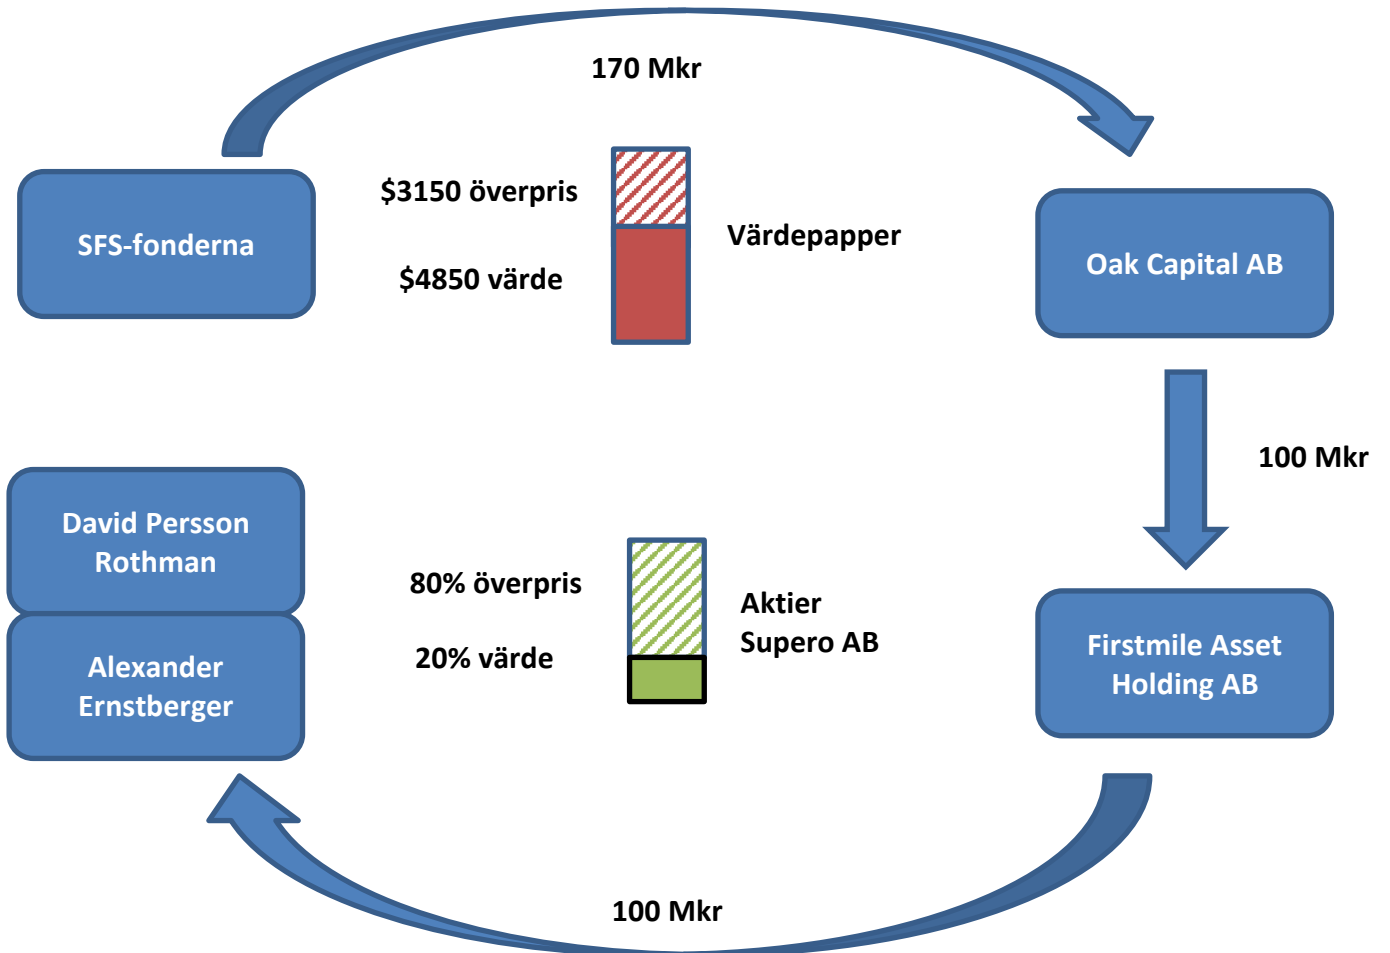 170 Mkr
$3150 överpris
SFS-fonderna
Värdepapper
$4850 värde
Oak Capital AB
100 Mkr
David Persson
Rothman
80% överpris
Aktier
Supero AB
20% värde
Alexander
Ernstberger
Firstmile Asset
Holding AB
100 Mkr